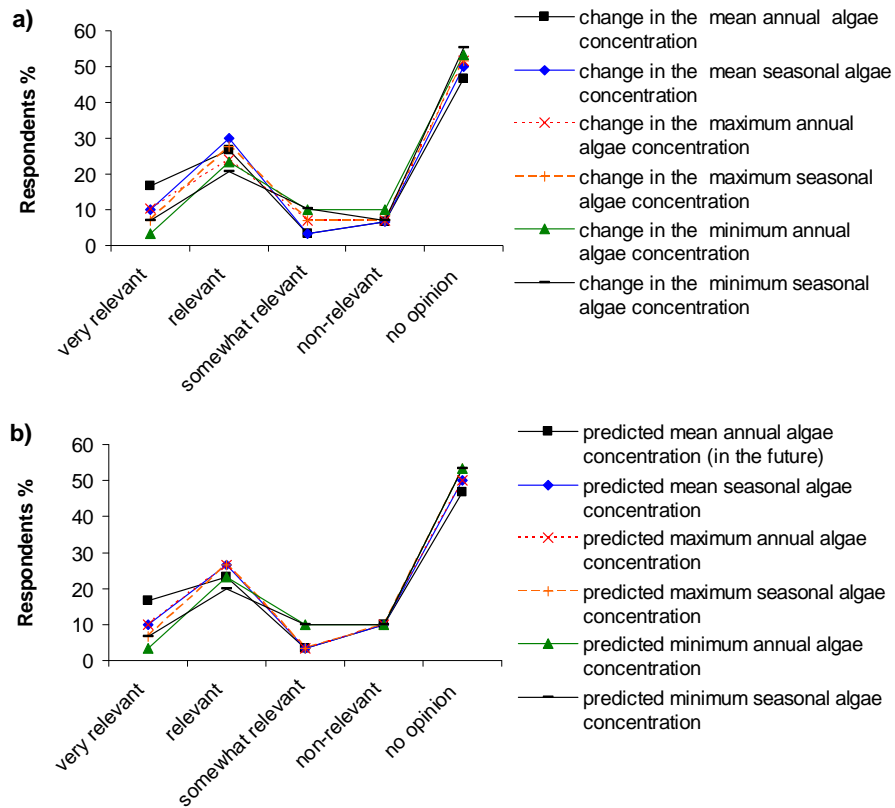 a)
60
50
40
30
20
10
0
Respondents %
very relevant
relevant
somewhat relevant
non-relevant
no opinion
change in the mean annual algae
concentration
change in the mean seasonal algae
concentration
change in the maximum annual
algae concentration
change in the maximum seasonal
algae concentration
change in the minimum annual
algae concentration
change in the minimum seasonal
algae concentration
b)
60
50
40
30
20
10
0
Respondents %
very relevant
relevant
somewhat relevant
non-relevant
no opinion
predicted mean annual algae
concentration (in the future)
predicted mean seasonal algae
concentration
predicted maximum annual algae
concentration
predicted maximum seasonal algae
concentration
predicted minimum annual algae
concentration
predicted minimum seasonal algae
concentration